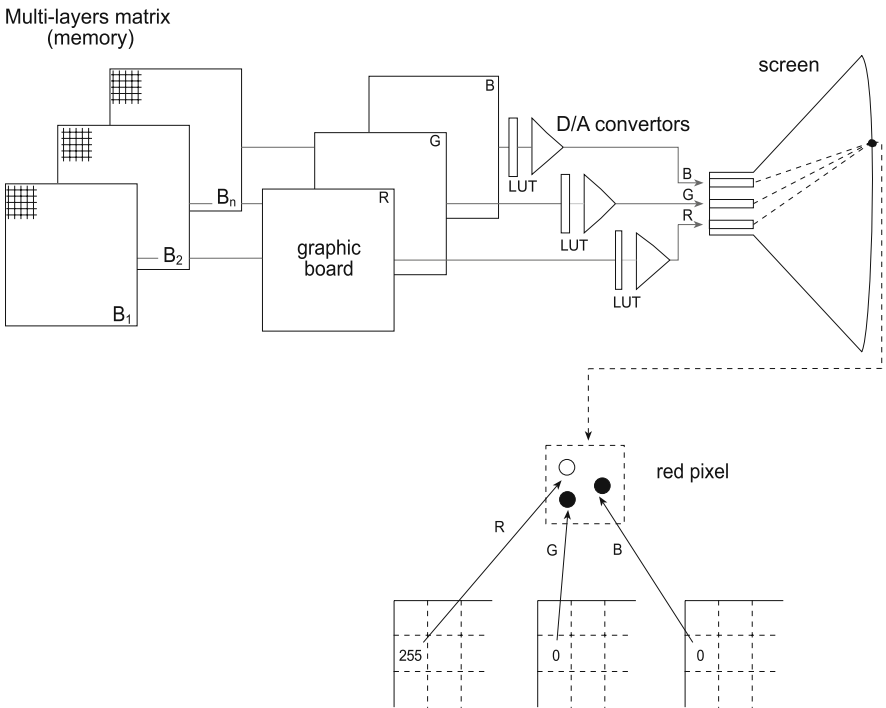 Multi-layers matrix
(memory)
screen
B
D/A convertors
G
LUT
B
G
R
Bn
R
LUT
graphic
board
B2
LUT
B1
red pixel
R
G
B
255
0
0